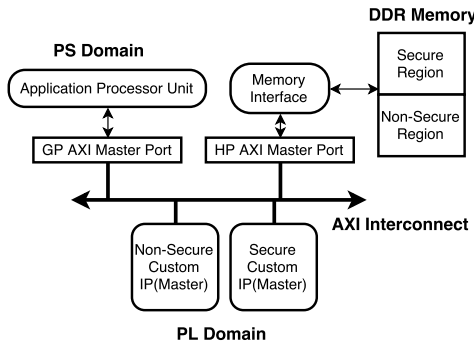 DDR Memory
PS Domain
Application Processor Unit
Memory
Interface
Secure
Region
Non-Secure
Region
GP AXI Master Port
HP AXI Master Port
AXI Interconnect
Non-Secure
Custom
IP(Master)
Secure
Custom
IP(Master)
PL Domain